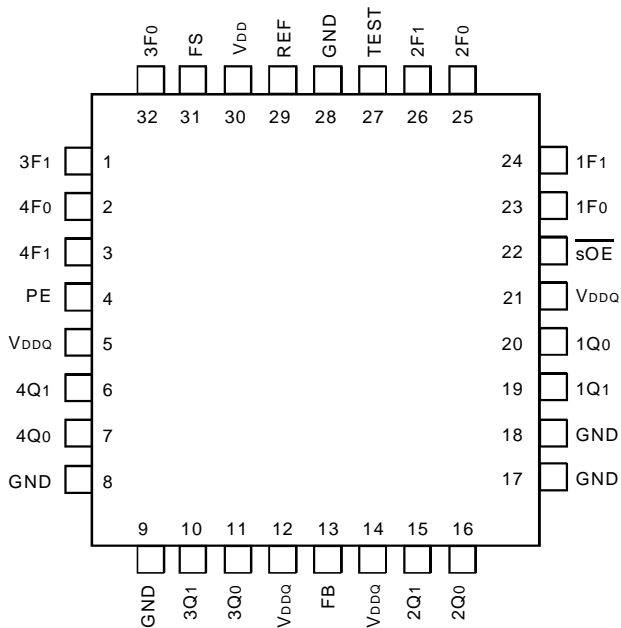 3F0 FS VDD REF GND TEST 2F1 2F0
32 31 30 29 28 27 26 25
3F1 1 24 1F1
4F0 2 23 1F0
4F1 3 22 sOE
PE 4 21 VDDQ
VDDQ 5 20 1Q0
4Q1 6 19 1Q1
4Q0 7 18 GND
GND 8 17 GND
9 10 11 12 13 14 15 16
GND 3Q1 3Q0 VDDQ FB VDDQ 2Q1 2Q0